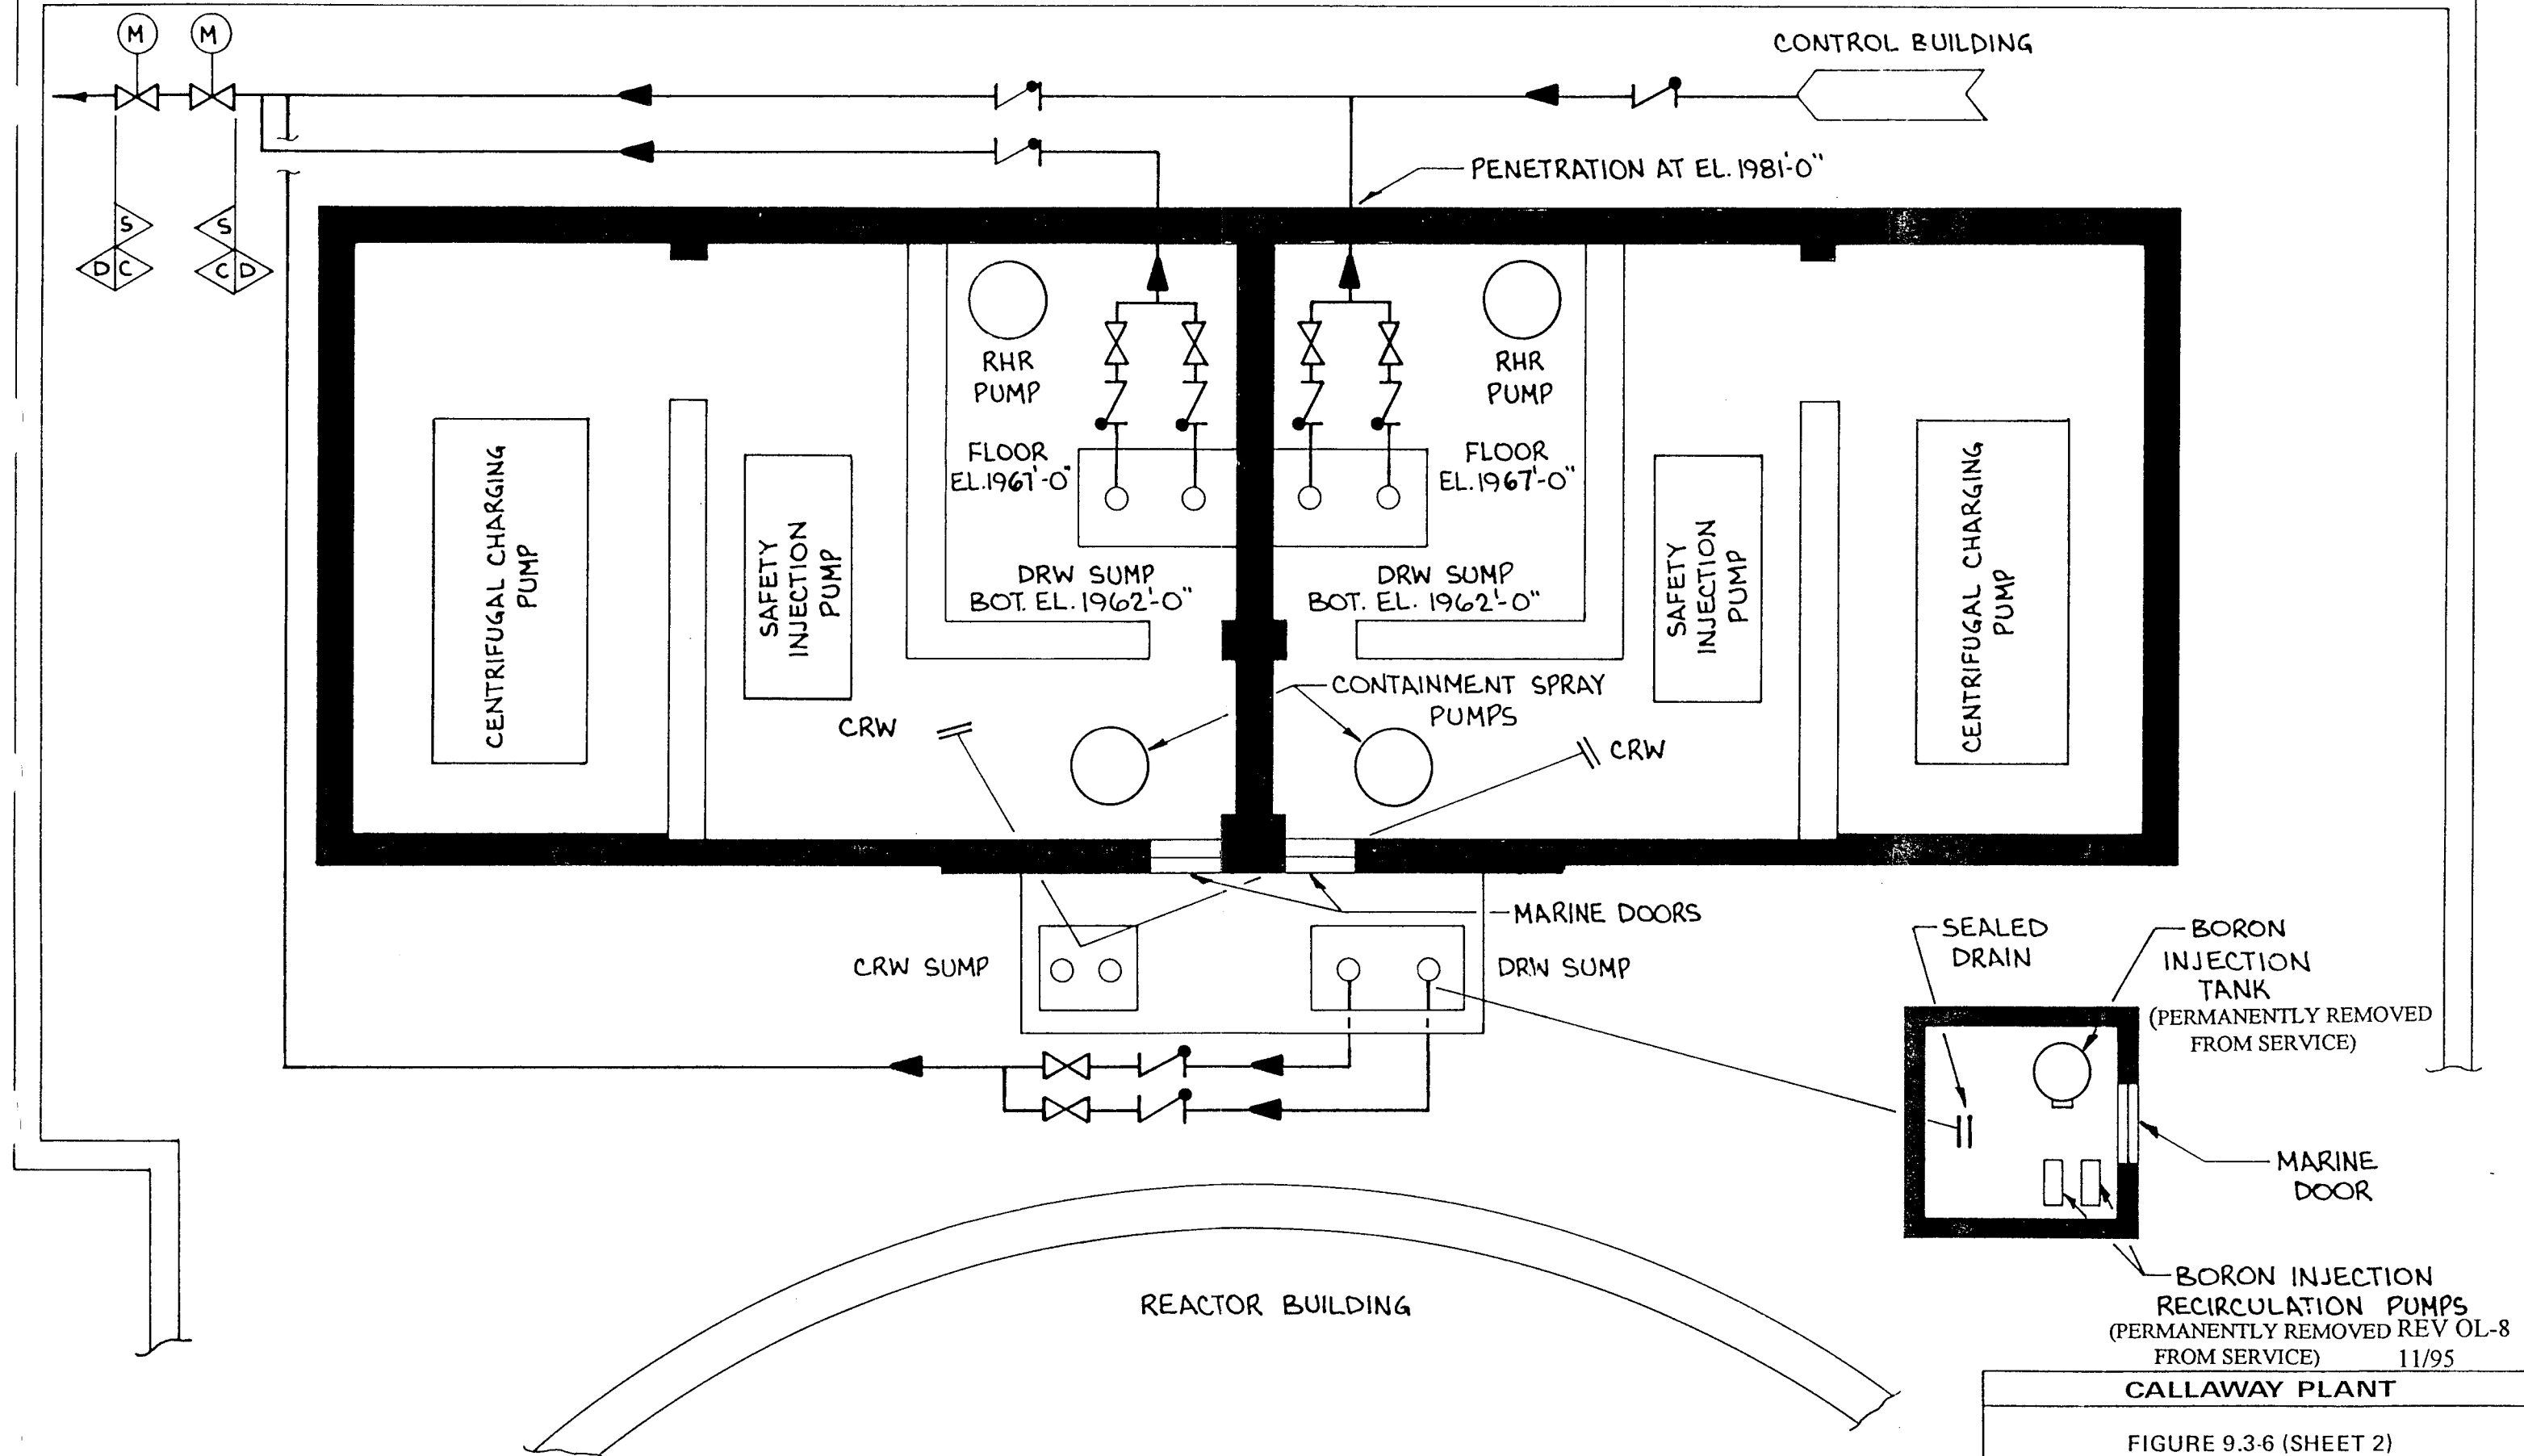 M
M
CONTROL BUILDING
PENETRATION AT EL. 1981'-0"
S
S
D C
C D
RHR
PUMP
RHR
PUMP
FLOOR
EL. 1967'-0"
FLOOR
EL. 1967'-0"
CENTRIFUGAL CHARGING
PUMP
SAFETY
INJECTION
PUMP
SAFETY
INJECTION
PUMP
CENTRIFUGAL CHARGING
PUMP
DRW SUMP
BOT. EL. 1962'-0"
DRW SUMP
BOT. EL. 1962'-0"
CONTAINMENT SPRAY
PUMPS
CRW
CRW
MARINE DOORS
CRW SUMP
DRW SUMP
SEALED
DRAIN
BORON
INJECTION
TANK
(PERMANENTLY REMOVED
FROM SERVICE)
MARINE
DOOR
REACTOR BUILDING
BORON INJECTION
RECIRCULATION PUMPS
(PERMANENTLY REMOVED REV OL-8
FROM SERVICE) 11/95
CALLAWAY PLANT
FIGURE 9.3-6 (SHEET 2)